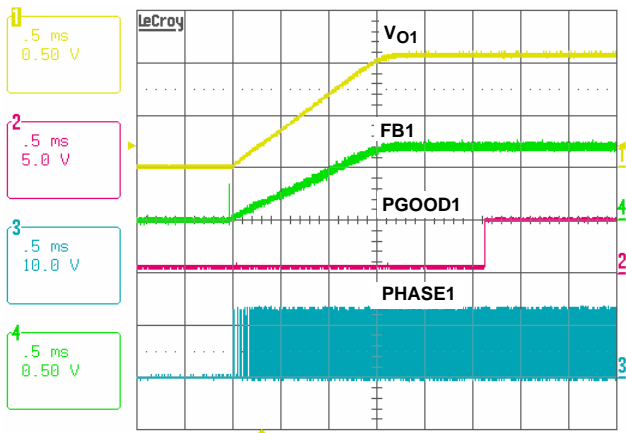 1
.5 ms
0.50 V
2
.5 ms
5.0 V
3
.5 ms
10.0 V
4
.5 ms
0.50 V
LeCroy
VO1
FB1
PGOOD1
PHASE1
1
4
2
3